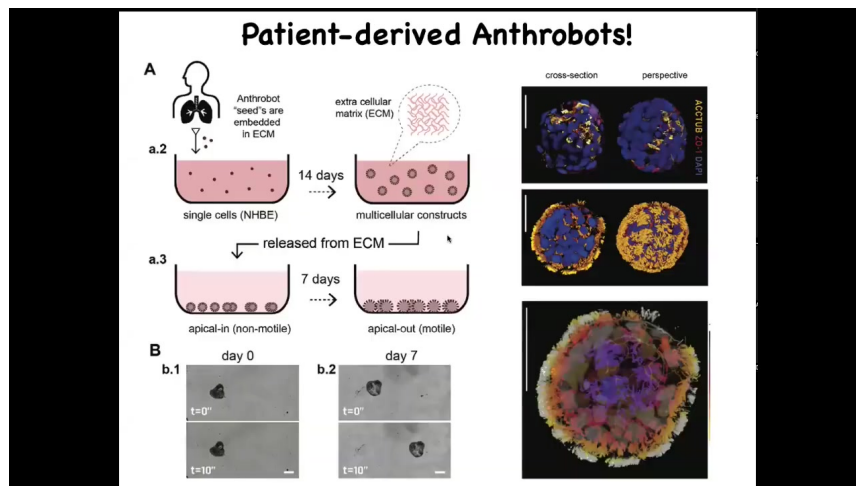 Patient-derived Anthrobots!
A
Anthrobot
"seed"s are
embedded
in ECM
extra cellular
matrix (ECM)
a.2
14 days
single cells (NHBE)
multicellular constructs
released from ECM
a.3
7 days
apical-in (non-motile)
apical-out (motile)
B
day 0
day 7
b.1
b.2
t=0"
t=0"
t=10"
t=10"
cross-section
perspective
ACCTUB ZO-1 DAPI